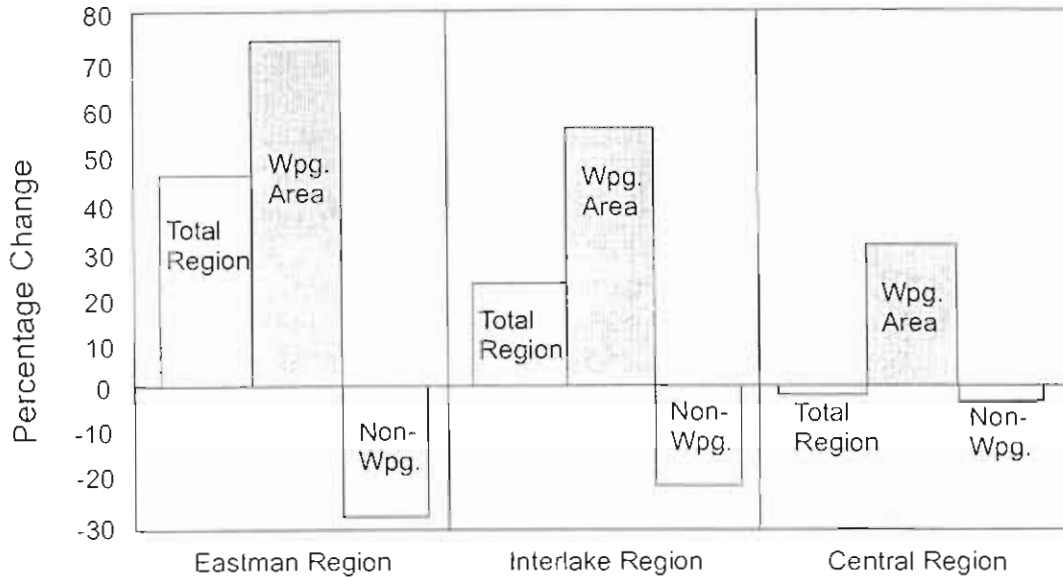 Percentage Change
80
70
60
50
40
30
20
10
0
-10
-20
-30
Total
Region
Wpg.
Area
Non-
Wpg.
Total
Region
Wpg.
Area
Non-
Wpg.
Total
Region
Wpg.
Area
Non-
Wpg.
Eastman Region
Interlake Region
Central Region